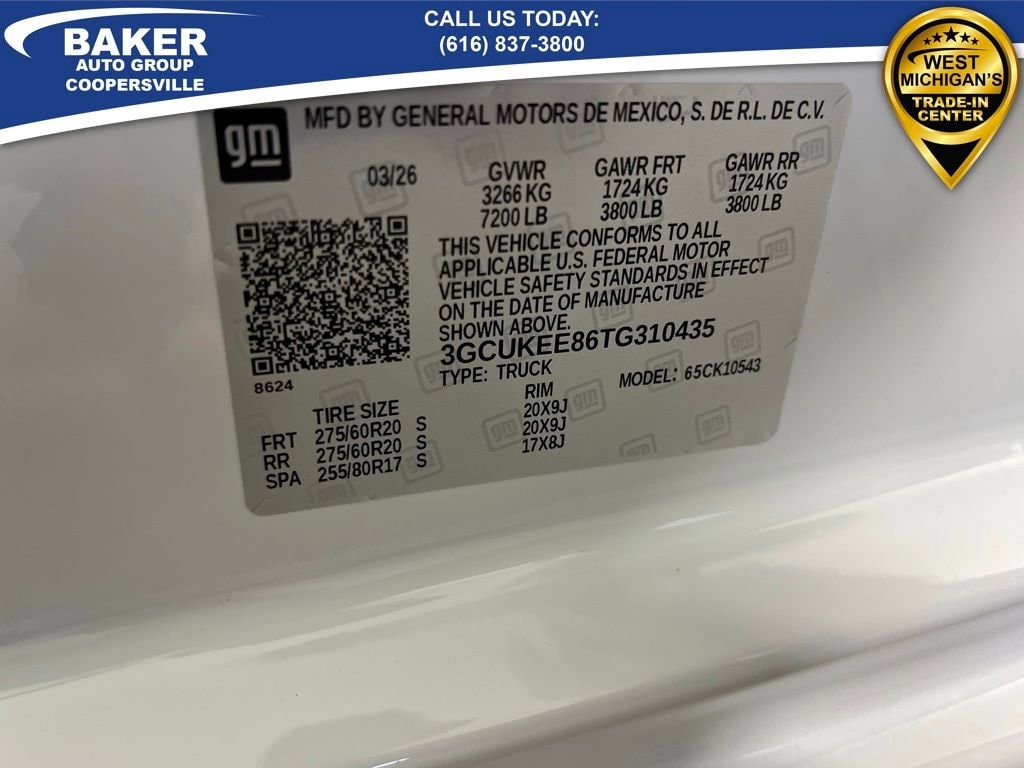 BAKER
AUTO GROUP
COOPERSVILLE
CALL US TODAY:
(616) 837-3800
WEST
MICHIGAN'S
TRADE-IN
CENTER
gm
MFD BY GENERAL MOTORS DE MEXICO, S. DE R.L. DE C.V.
03/26
GVWR
3266 KG
7200 LB
GAWR FRT
1724 KG
3800 LB
GAWR RR
1724 KG
3800 LB
THIS VEHICLE CONFORMS TO ALL
APPLICABLE U.S. FEDERAL MOTOR
VEHICLE SAFETY STANDARDS IN EFFECT
ON THE DATE OF MANUFACTURE
SHOWN ABOVE.
3GCUKEE86TG310435
TYPE: TRUCK
MODEL: 65CK10543
8624
TIRE SIZE RIM
FRT 275/60R20 S 20X9J
RR 275/60R20 S 20X9J
SPA 255/80R17 S 17X8J